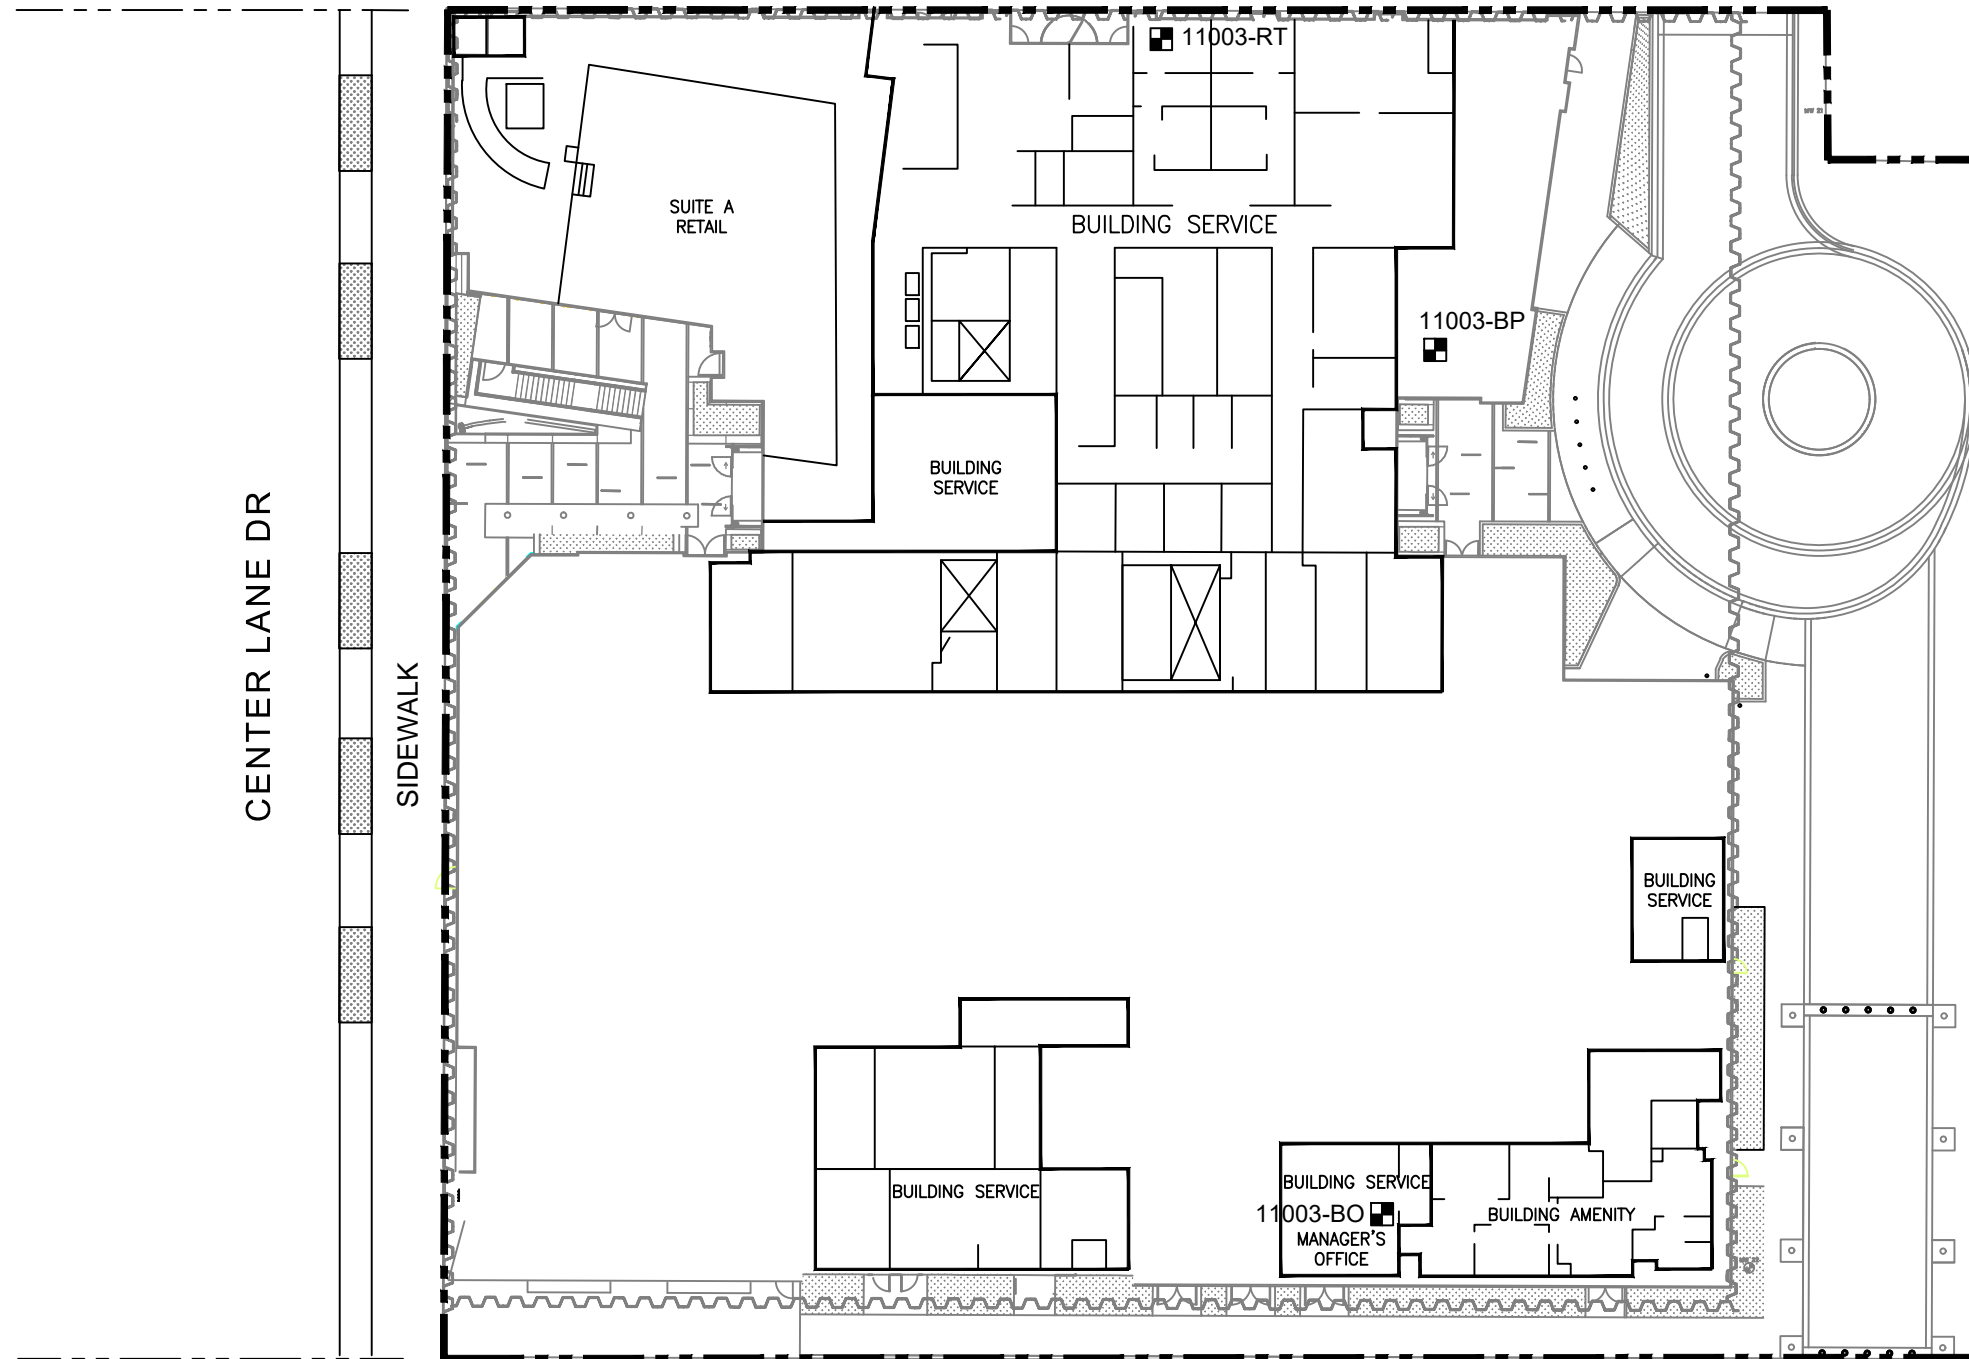 11003-RT
SUITE A
RETAIL
BUILDING SERVICE
11003-BP
BUILDING
SERVICE
CENTER LANE DR
SIDEWALK
BUILDING
SERVICE
BUILDING SERVICE
BUILDING SERVICE
11003-BO
MANAGER'S
OFFICE
BUILDING AMENITY